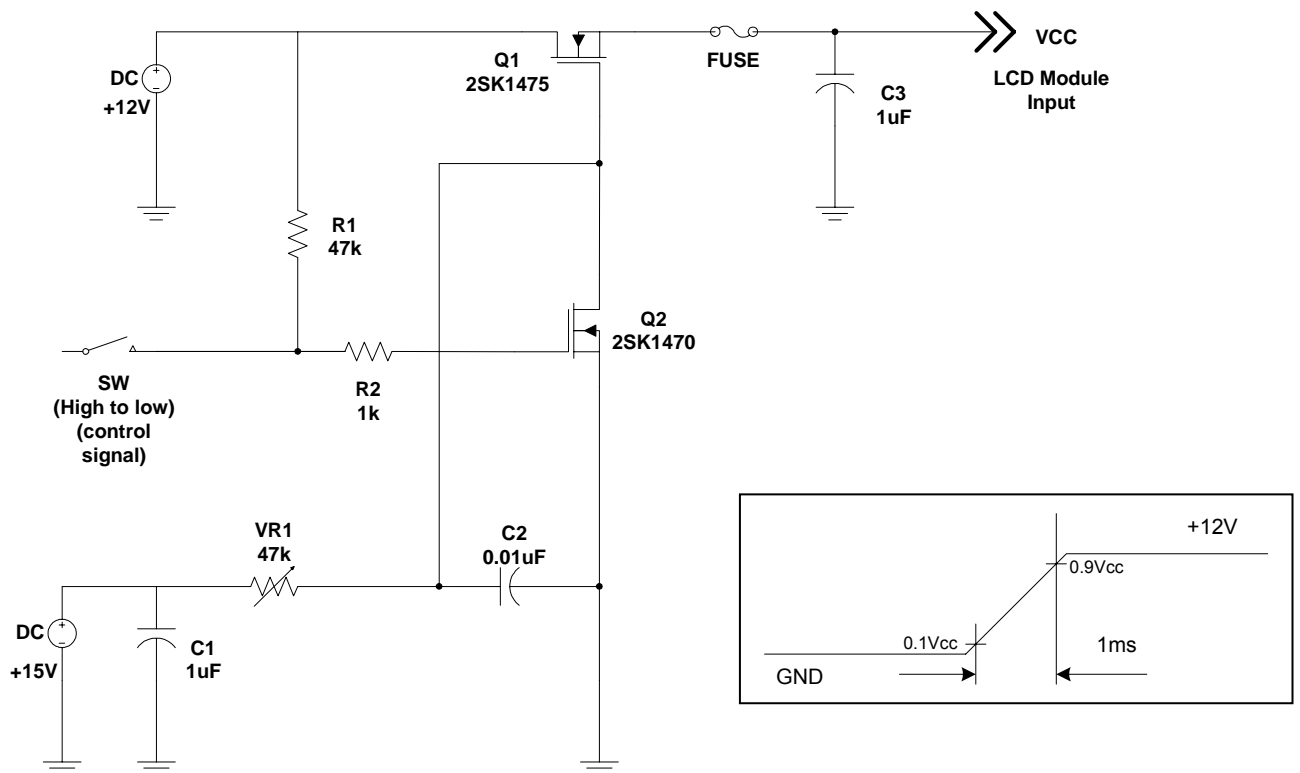 DC
+
−
+12V
Q1
2SK1475
FUSE
VCC
LCD Module
Input
C3
1uF
R1
47k
Q2
2SK1470
SW
(High to low)
(control
signal)
R2
1k
VR1
47k
C2
0.01uF
DC
+
−
+15V
C1
1uF
+12V
0.9Vcc
0.1Vcc
1ms
GND